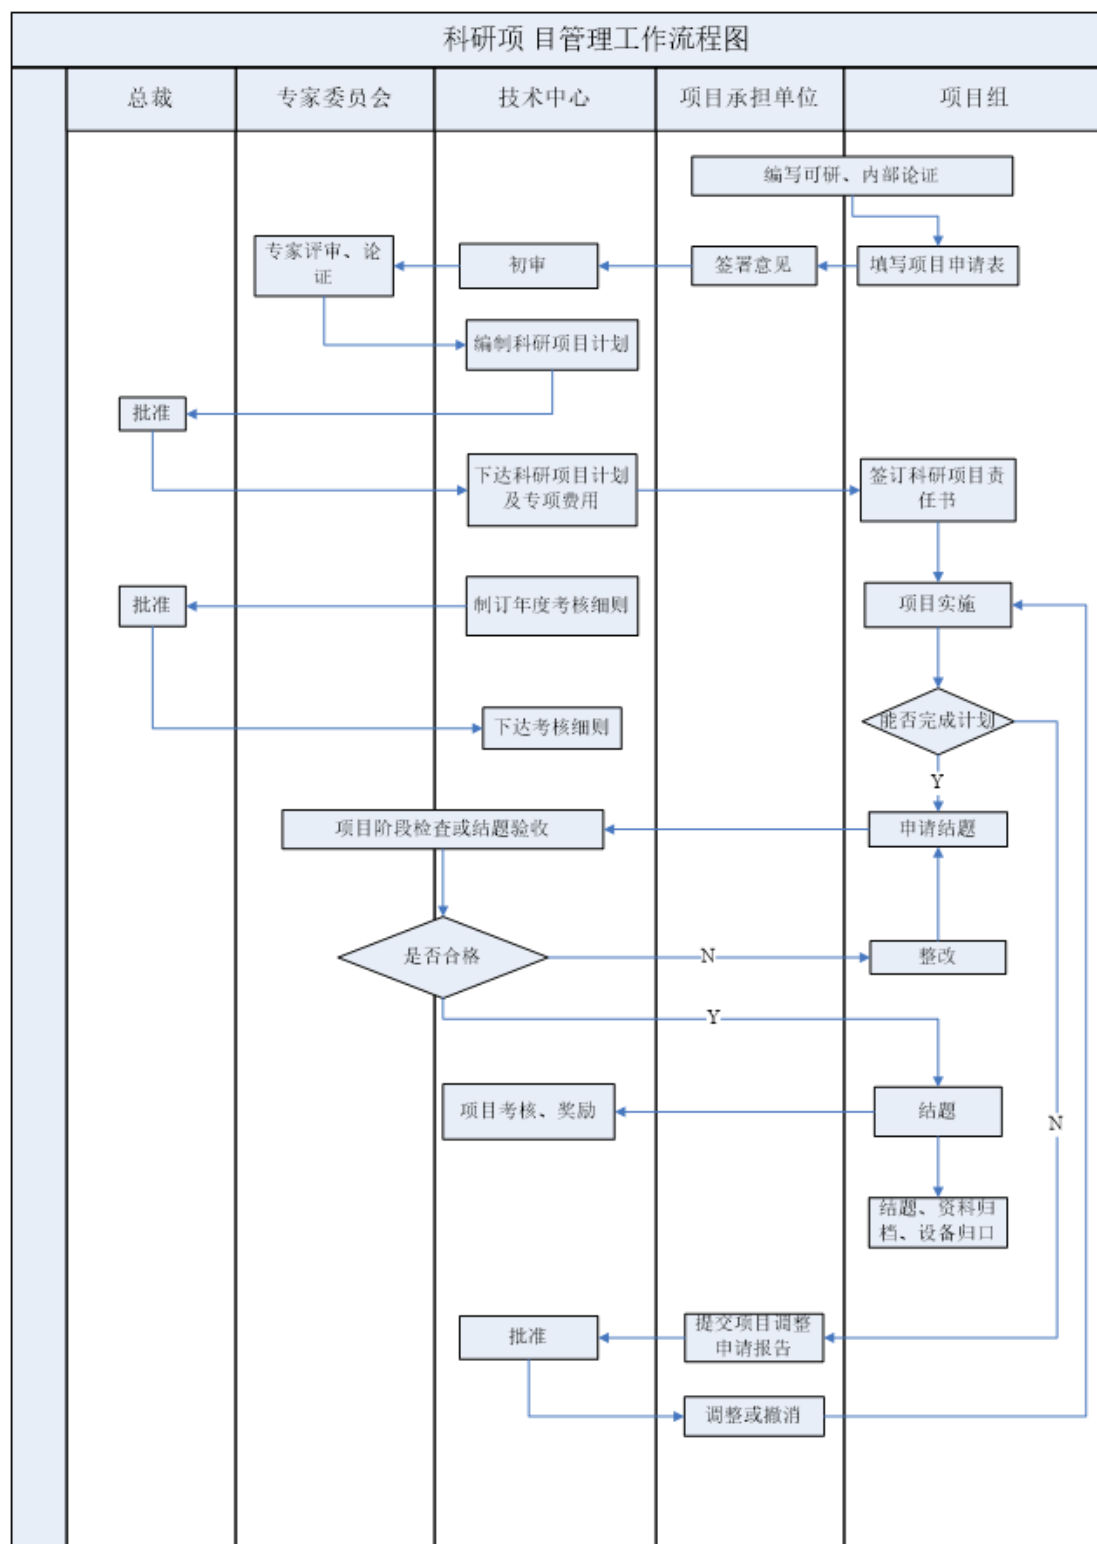 科研项 目管理工作流程图
总裁
专家委员会
技术中心
项目承担单位
项目组
编写可研、内部论证
专家评审、论
证
初审
签署意见
填写项目申请表
编制科研项目计划
批准
下达科研项目计划
及专项费用
签订科研项目责
任书
批准
制订年度考核细则
项目实施
下达考核细则
能否完成计划
Y
项目阶段检查或结题验收
申请结题
是否合格
N
整改
Y
项目考核、奖励
结题
N
结题、资料归
档、设备归口
批准
提交项目调整
申请报告
调整或撤消